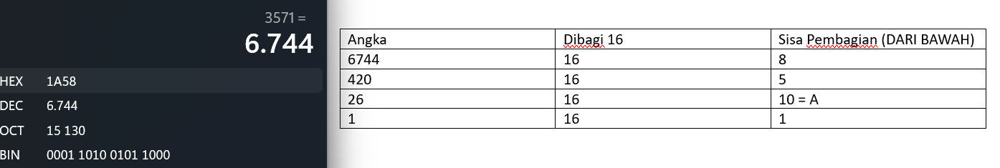 3571 =
6.744
HEX 1A58
DEC 6.744
OCT 15 130
BIN 0001 1010 0101 1000
Angka Dibagi 16 Sisa Pembagian (DARI BAWAH)
6744 16 8
420 16 5
26 16 10 = A
1 16 1